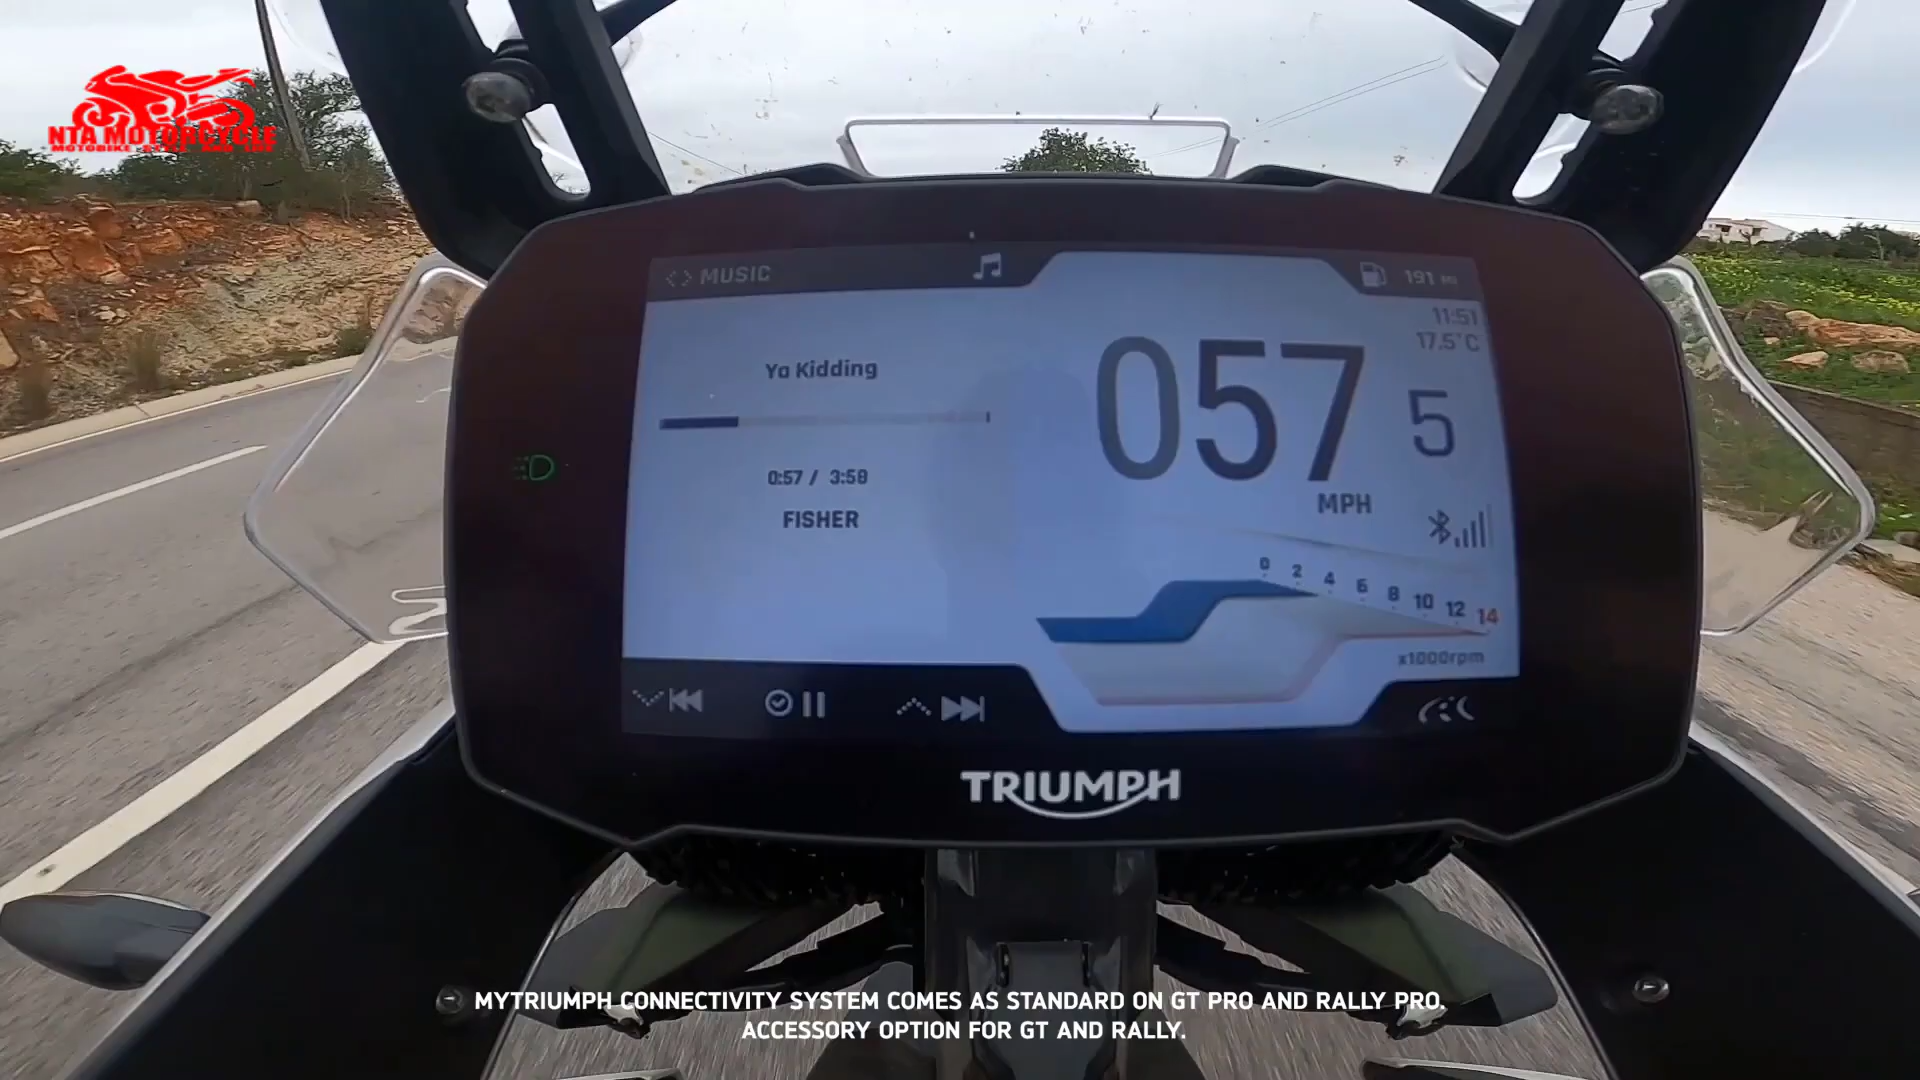 NTA MOTORCYCLE
MUSIC
191 MI
11:51
17.5°C
Ya Kidding
057
5
MPH
0:57 / 3:58
FISHER
0 2 4 6 8 10 12 14
x1000rpm
TRIUMPH
MYTRIUMPH CONNECTIVITY SYSTEM COMES AS STANDARD ON GT PRO AND RALLY PRO.
ACCESSORY OPTION FOR GT AND RALLY.